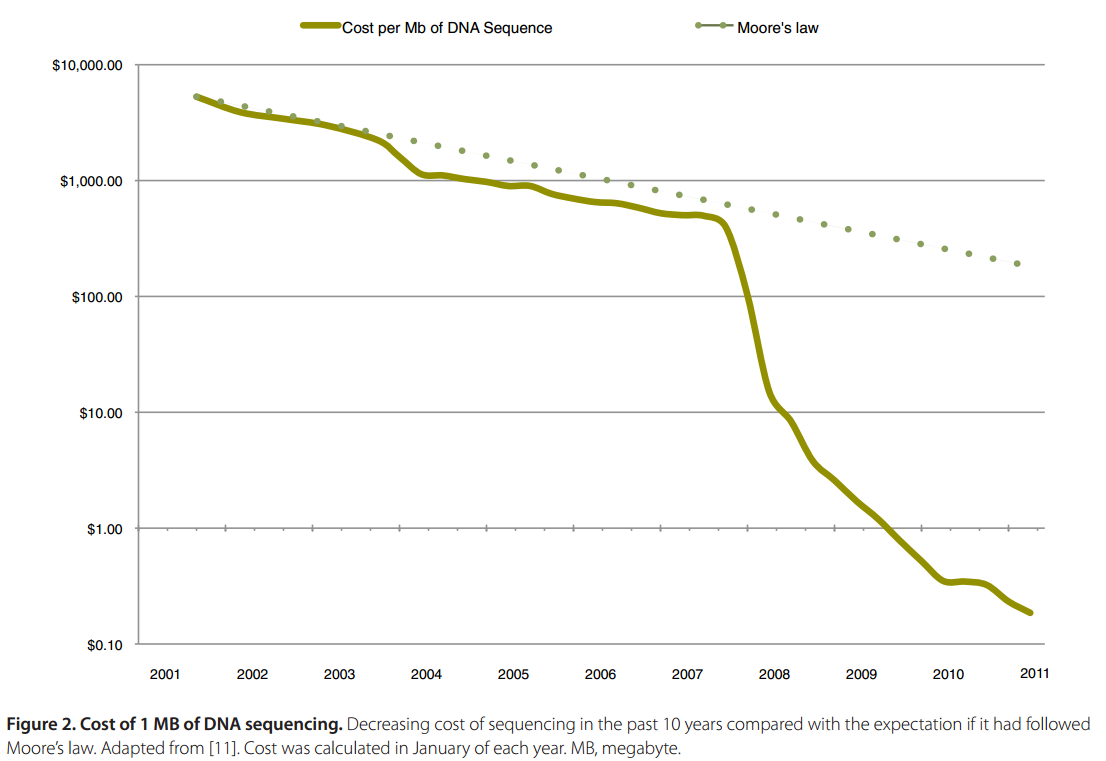 Cost per Mb of DNA Sequence Moore's law
$10,000.00
$1,000.00
$100.00
$10.00
$1.00
$0.10
2001 2002 2003 2004 2005 2006 2007 2008 2009 2010 2011
Figure 2. Cost of 1 MB of DNA sequencing. Decreasing cost of sequencing in the past 10 years compared with the expectation if it had followed
Moore’s law. Adapted from [11]. Cost was calculated in January of each year. MB, megabyte.